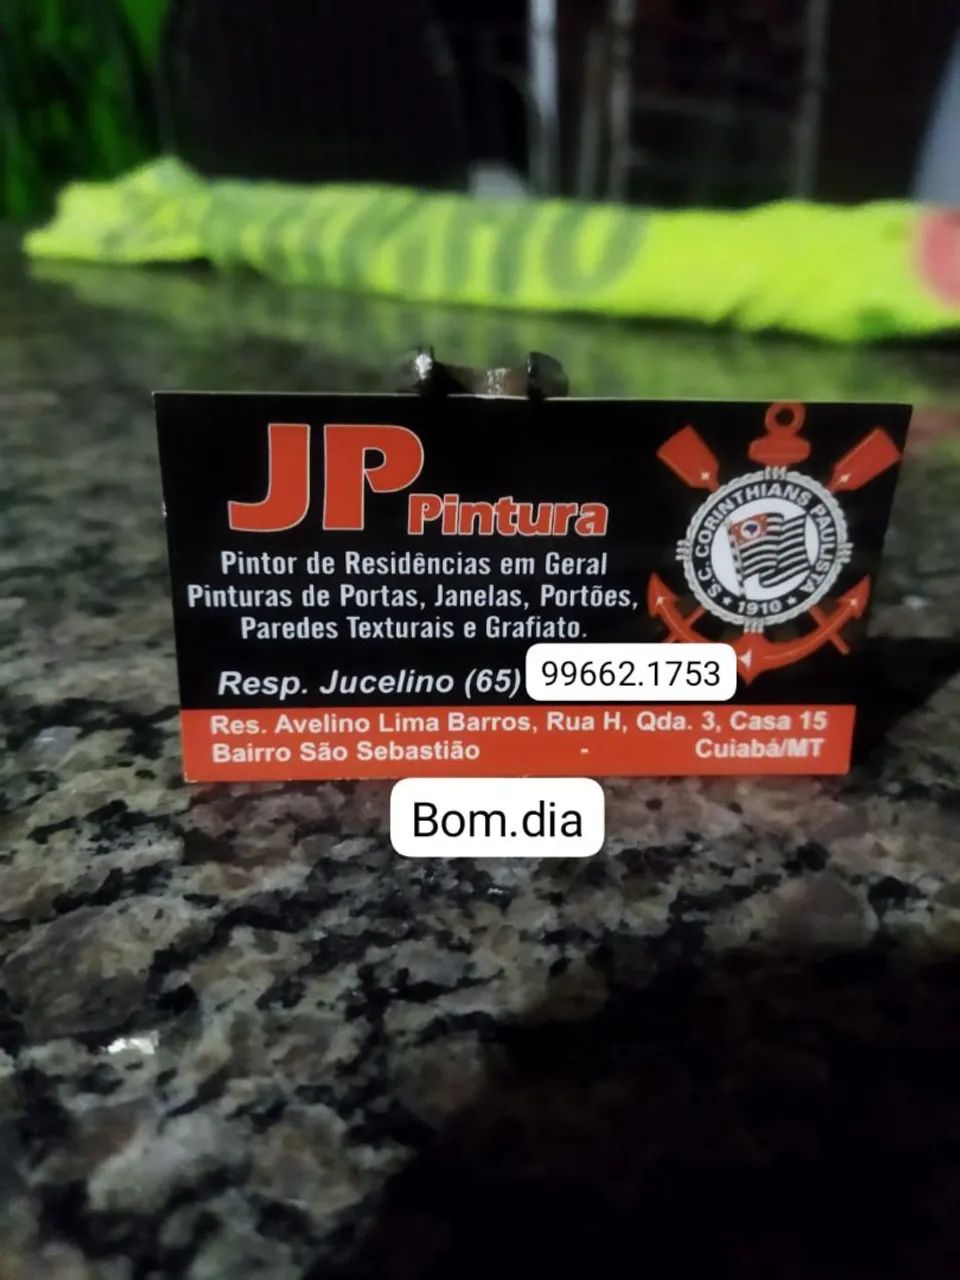 JP Pintura
Pintor de Residências em Geral
Pinturas de Portas, Janelas, Portões,
Paredes Texturais e Grafiato.
Resp. Jucelino (65) 99662.1753
Res. Avelino Lima Barros, Rua H, Qda. 3, Casa 15
Bairro São Sebastião - Cuiabá/MT
S.C. CORINTHIANS PAULISTA
1910
Bom.dia